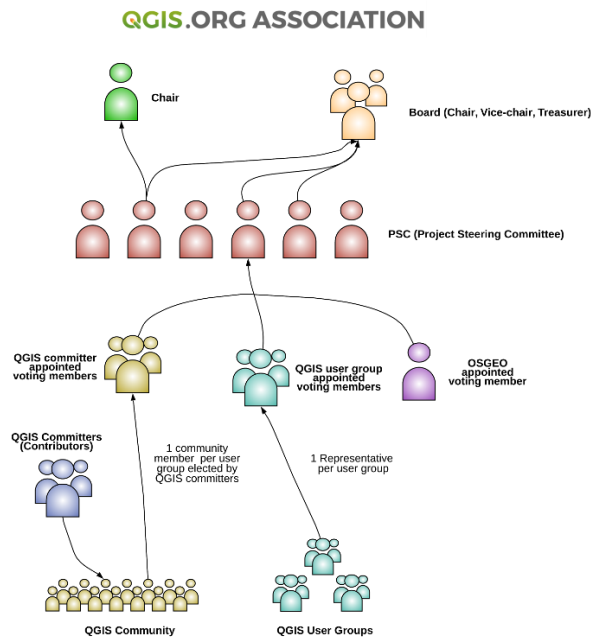 QGIS.ORG ASSOCIATION
Chair
Board (Chair, Vice-chair, Treasurer)
PSC (Project Steering Committee)
QGIS committer
appointed
voting members
QGIS user group
appointed
voting members
OSGEO
appointed
voting member
QGIS Committers
(Contributors)
1 community
member per user
group elected by
QGIS committers
1 Representative
per user group
QGIS Community
QGIS User Groups